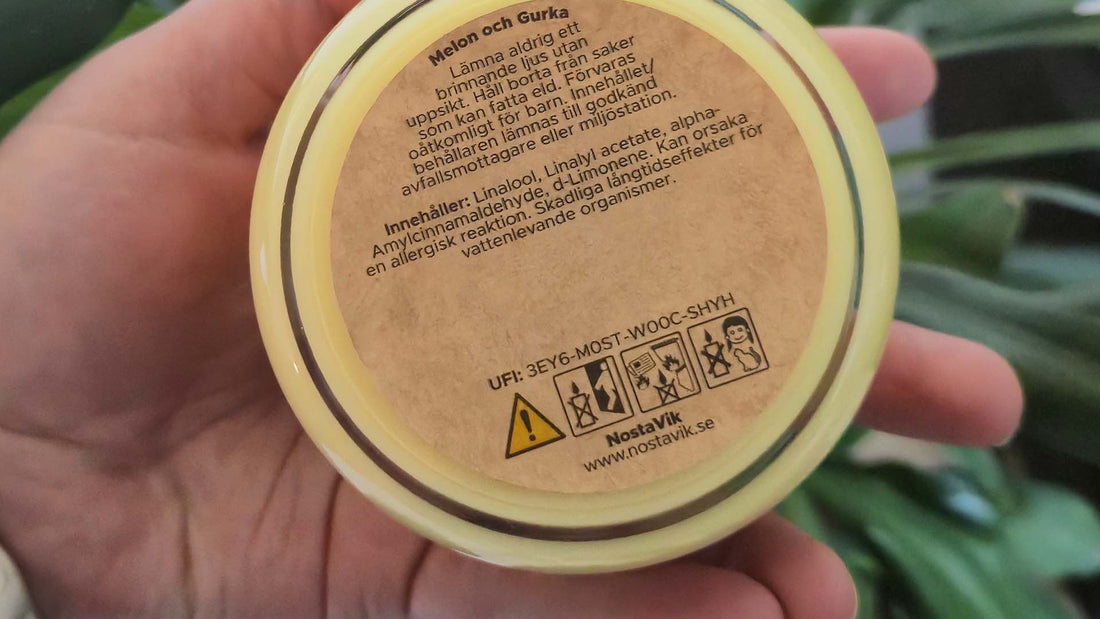 Melon och Gurka
Lämna aldrig ett
brinnande ljus utan
uppsikt. Håll borta från saker
som kan fatta eld. Förvaras
oåtkomligt för barn. Innehållet/
behållaren lämnas till godkänd
avfallsmottagare eller miljöstation.
Innehåller: Linalool, Linalyl acetate, alpha-
Amylcinnamaldehyde, d-Limonene. Kan orsaka
en allergisk reaktion. Skadliga långtidseffekter för
vattenlevande organismer.
UFI: 3EY6-M0ST-W00C-SHYH
NostaVik
www.nostavik.se